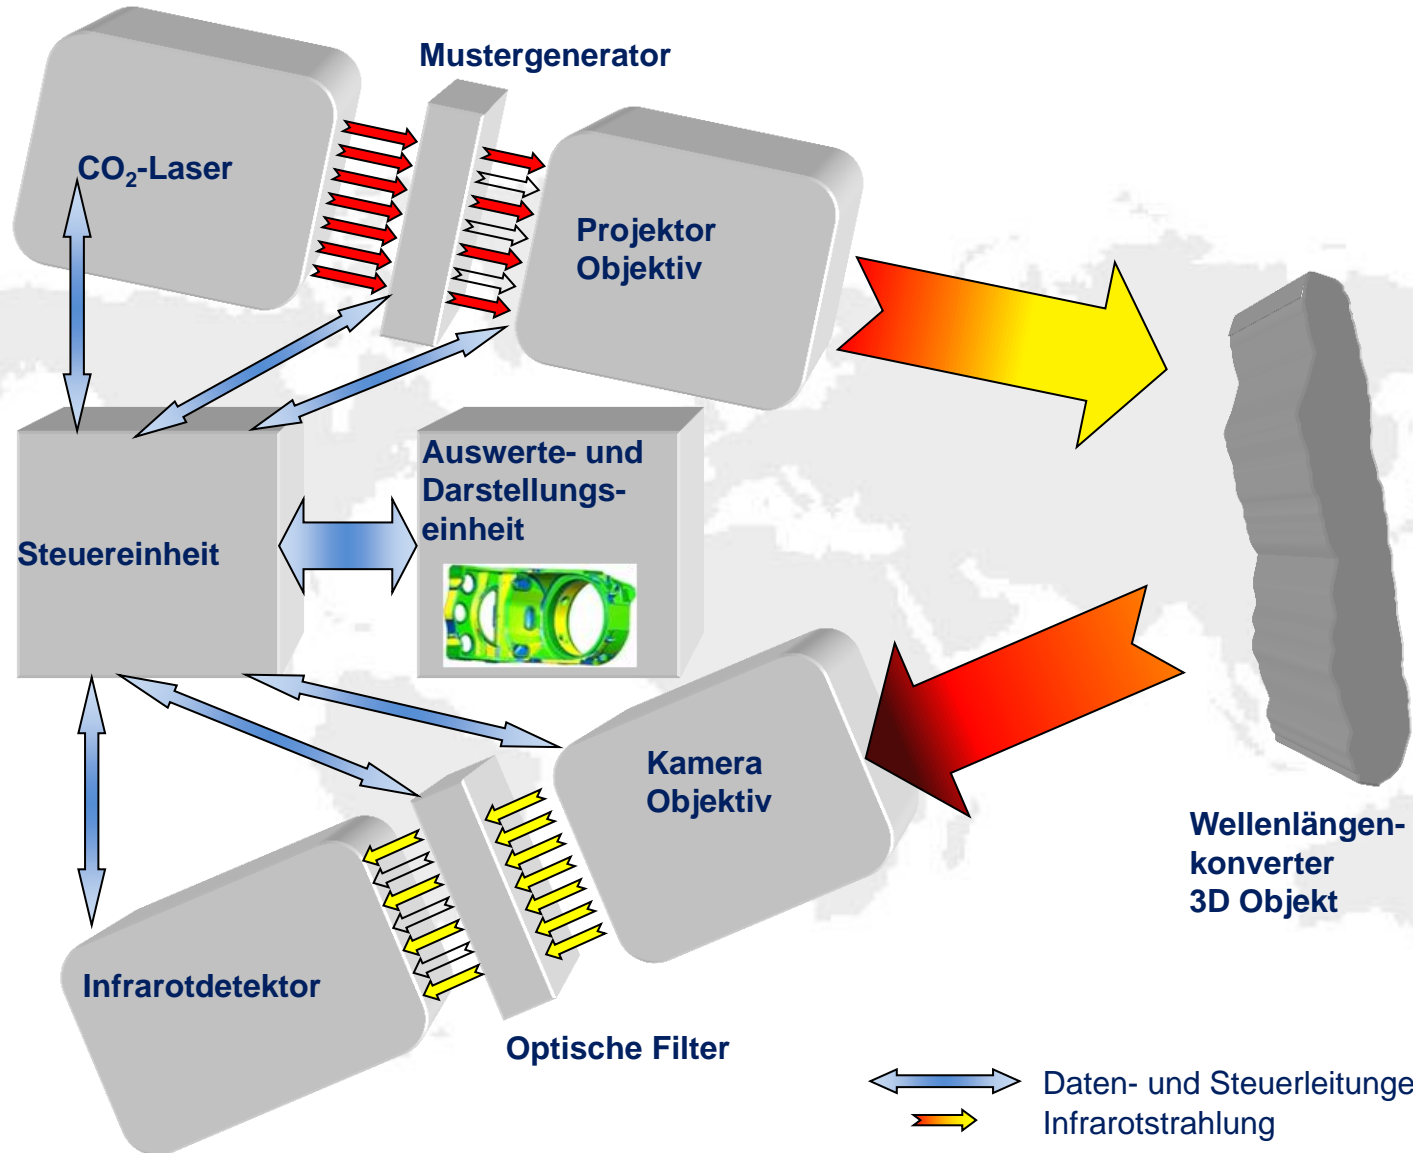 Mustergenerator
CO₂-Laser
Projektor
Objektiv
Auswerte- und
Darstellungs-
einheit
Steuereinheit
Kamera
Objektiv
Wellenlängen-
konverter
3D Objekt
Infrarotdetektor
Optische Filter
Daten- und Steuerleitunge
Infrarotstrahlung